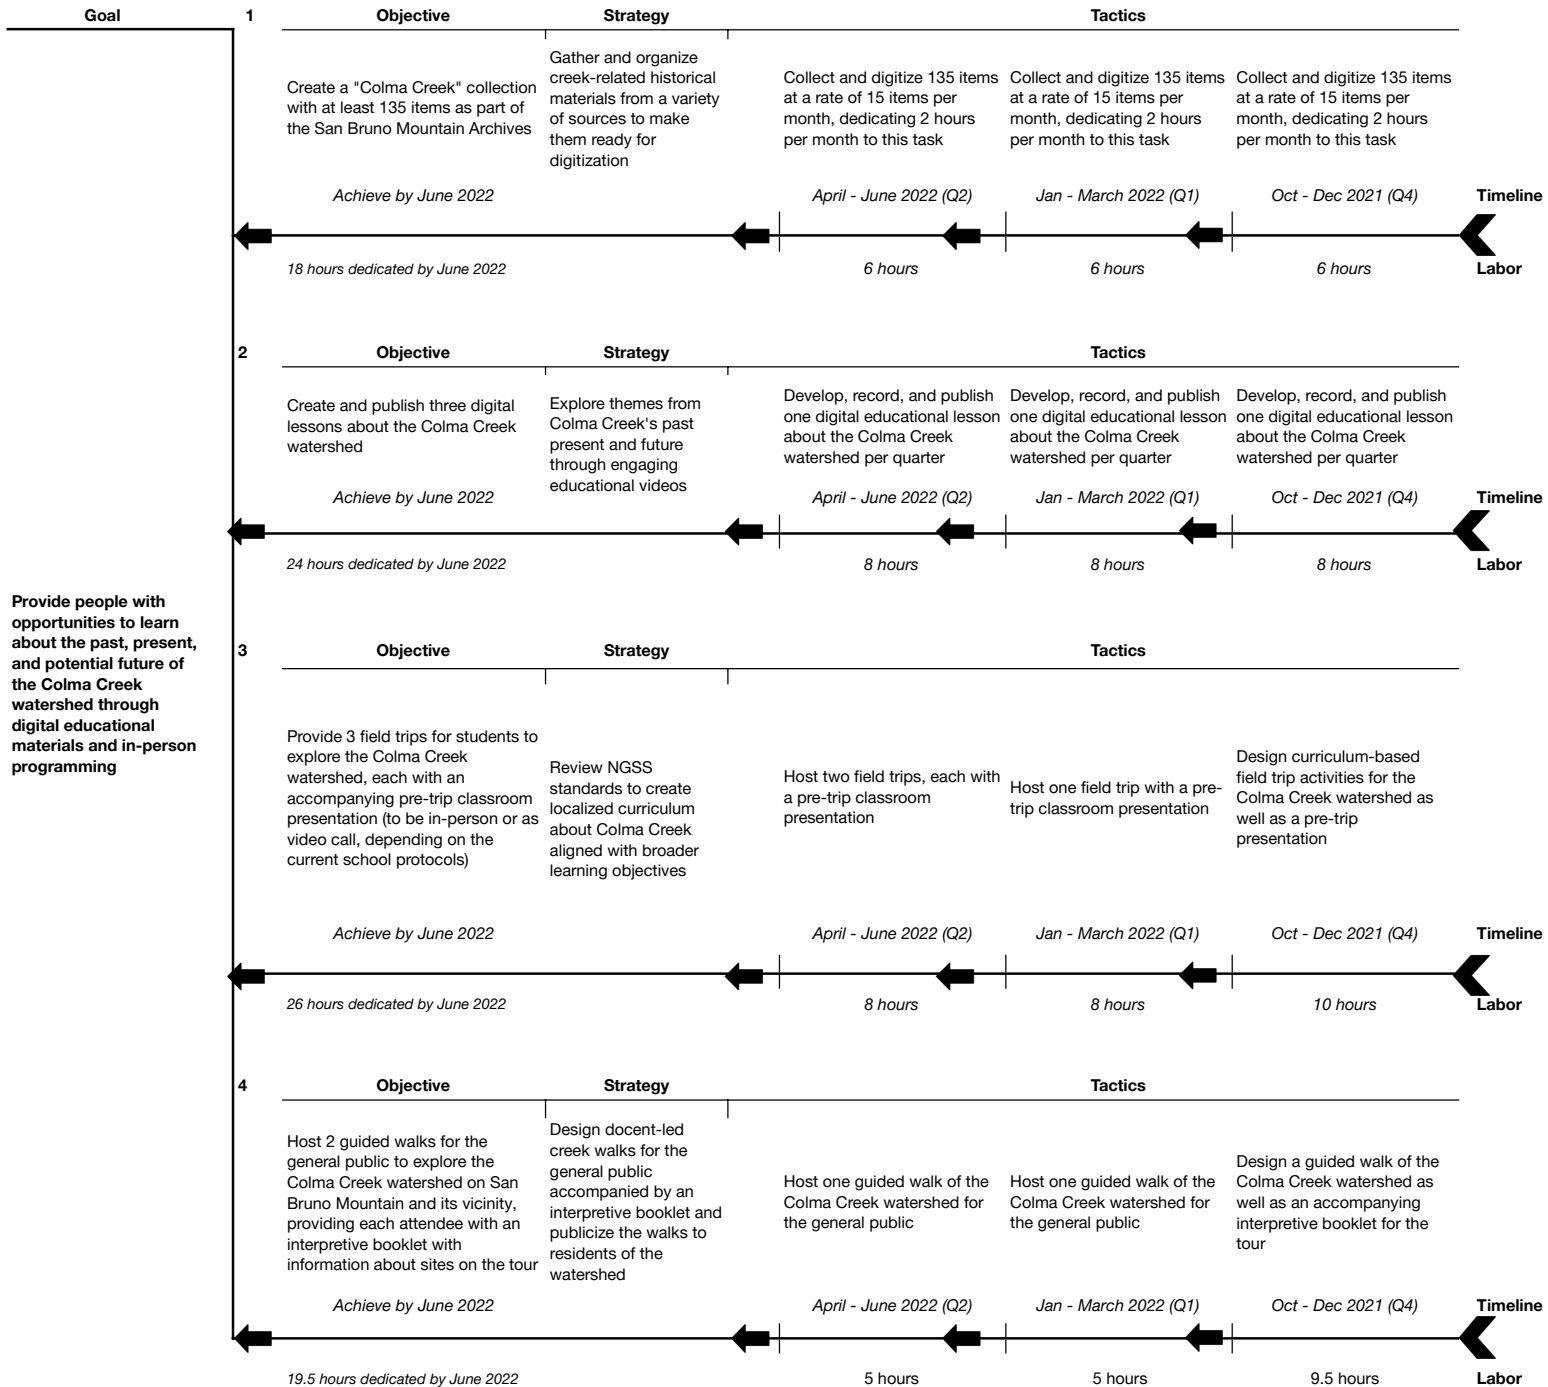 Goal
Provide people with
opportunities to learn
about the past, present,
and potential future of
the Colma Creek
watershed through
digital educational
materials and in-person
programming
1
Objective
Strategy
Tactics
Create a "Colma Creek" collection
with at least 135 items as part of
the San Bruno Mountain Archives
Gather and organize
creek-related historical
materials from a variety
of sources to make
them ready for
digitization
Collect and digitize 135 items
at a rate of 15 items per
month, dedicating 2 hours
per month to this task
Collect and digitize 135 items
at a rate of 15 items per
month, dedicating 2 hours
per month to this task
Collect and digitize 135 items
at a rate of 15 items per
month, dedicating 2 hours
per month to this task
Achieve by June 2022
April - June 2022 (Q2)
Jan - March 2022 (Q1)
Oct - Dec 2021 (Q4)
Timeline
18 hours dedicated by June 2022
6 hours
6 hours
6 hours
Labor
2
Objective
Strategy
Tactics
Create and publish three digital
lessons about the Colma Creek
watershed
Explore themes from
Colma Creek's past
present and future
through engaging
educational videos
Develop, record, and publish
one digital educational lesson
about the Colma Creek
watershed per quarter
Develop, record, and publish
one digital educational lesson
about the Colma Creek
watershed per quarter
Develop, record, and publish
one digital educational lesson
about the Colma Creek
watershed per quarter
Achieve by June 2022
April - June 2022 (Q2)
Jan - March 2022 (Q1)
Oct - Dec 2021 (Q4)
Timeline
24 hours dedicated by June 2022
8 hours
8 hours
8 hours
Labor
3
Objective
Strategy
Tactics
Provide 3 field trips for students to
explore the Colma Creek
watershed, each with an
accompanying pre-trip classroom
presentation (to be in-person or as
video call, depending on the
current school protocols)
Review NGSS
standards to create
localized curriculum
about Colma Creek
aligned with broader
learning objectives
Host two field trips, each with
a pre-trip classroom
presentation
Host one field trip with a pre-
trip classroom presentation
Design curriculum-based
field trip activities for the
Colma Creek watershed as
well as a pre-trip
presentation
Achieve by June 2022
April - June 2022 (Q2)
Jan - March 2022 (Q1)
Oct - Dec 2021 (Q4)
Timeline
26 hours dedicated by June 2022
8 hours
8 hours
10 hours
Labor
4
Objective
Strategy
Tactics
Host 2 guided walks for the
general public to explore the
Colma Creek watershed on San
Bruno Mountain and its vicinity,
providing each attendee with an
interpretive booklet with
information about sites on the tour
Design docent-led
creek walks for the
general public
accompanied by an
interpretive booklet and
publicize the walks to
residents of the
watershed
Host one guided walk of the
Colma Creek watershed for
the general public
Host one guided walk of the
Colma Creek watershed for
the general public
Design a guided walk of the
Colma Creek watershed as
well as an accompanying
interpretive booklet for the
tour
Achieve by June 2022
April - June 2022 (Q2)
Jan - March 2022 (Q1)
Oct - Dec 2021 (Q4)
Timeline
19.5 hours dedicated by June 2022
5 hours
5 hours
9.5 hours
Labor